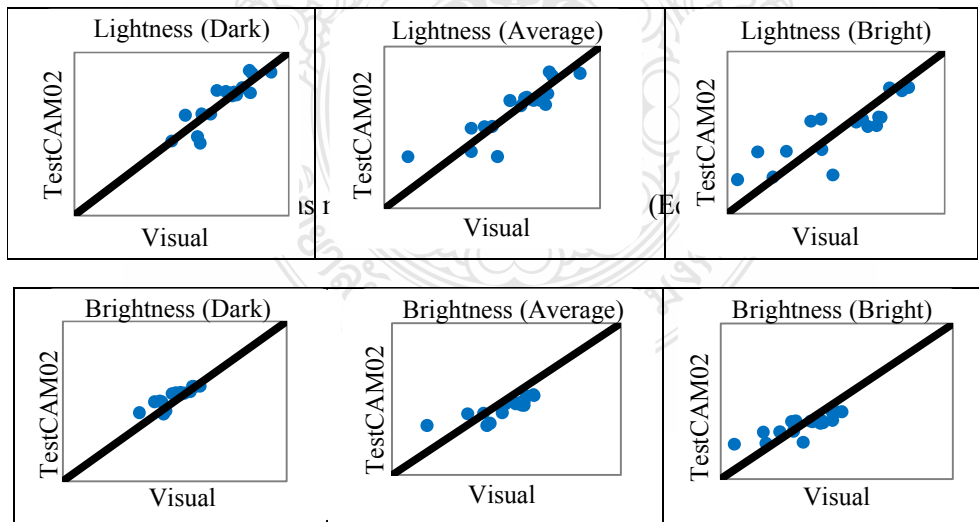 Lightness (Dark)
TestCAM02
Visual
Lightness (Average)
TestCAM02
Visual
Lightness (Bright)
TestCAM02
Visual
Brightness (Dark)
TestCAM02
Visual
Brightness (Average)
TestCAM02
Visual
Brightness (Bright)
TestCAM02
Visual